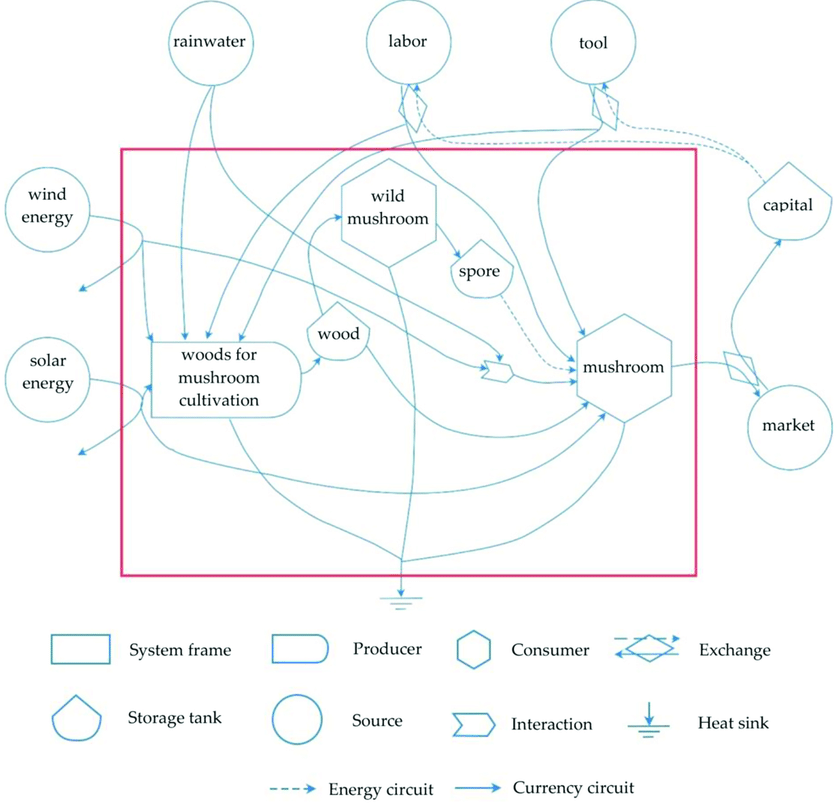 rainwater
labor
tool
wind
energy
wild
mushroom
capital
spore
solar
energy
woods for
mushroom
cultivation
wood
mushroom
market
System frame
Producer
Consumer
Exchange
Storage tank
Source
Interaction
Heat sink
Energy circuit
Currency circuit